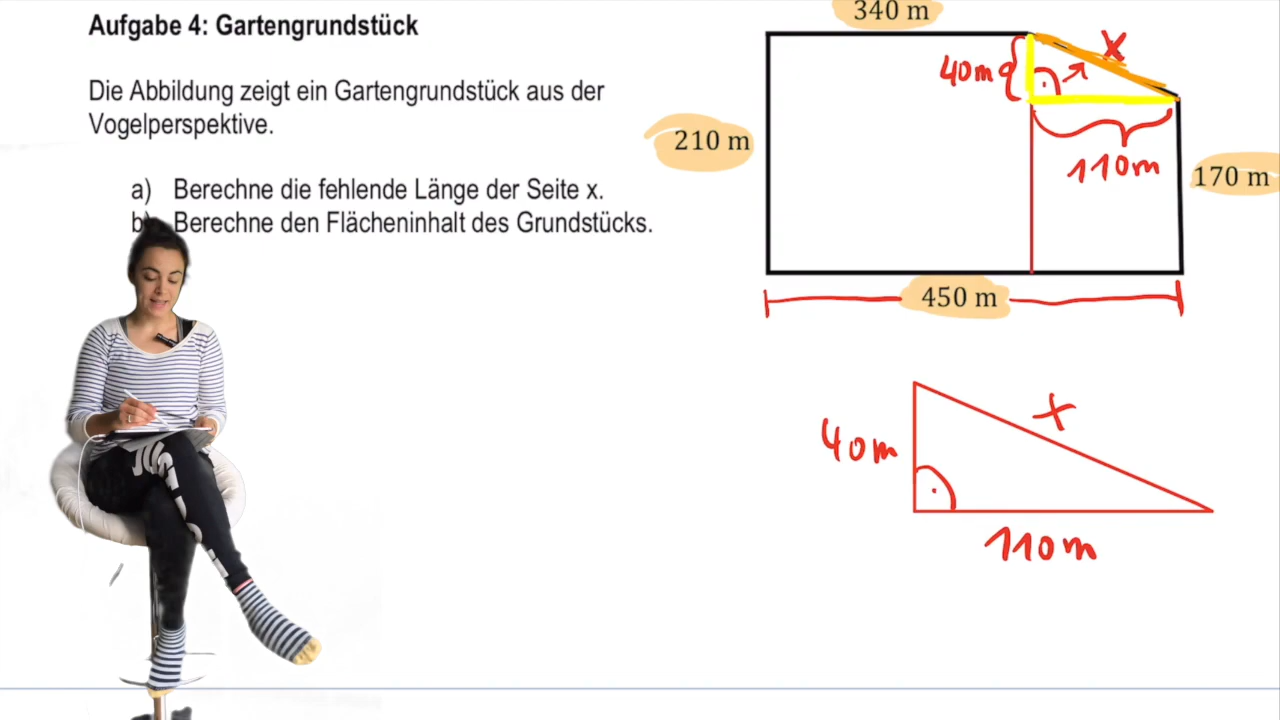 Aufgabe 4: Gartengrundstück
Die Abbildung zeigt ein Gartengrundstück aus der
Vogelperspektive.
a) Berechne die fehlende Länge der Seite x.
b) Berechne den Flächeninhalt des Grundstücks.
340 m
x
40m
110m
210 m
170 m
450 m
x
40m
110m